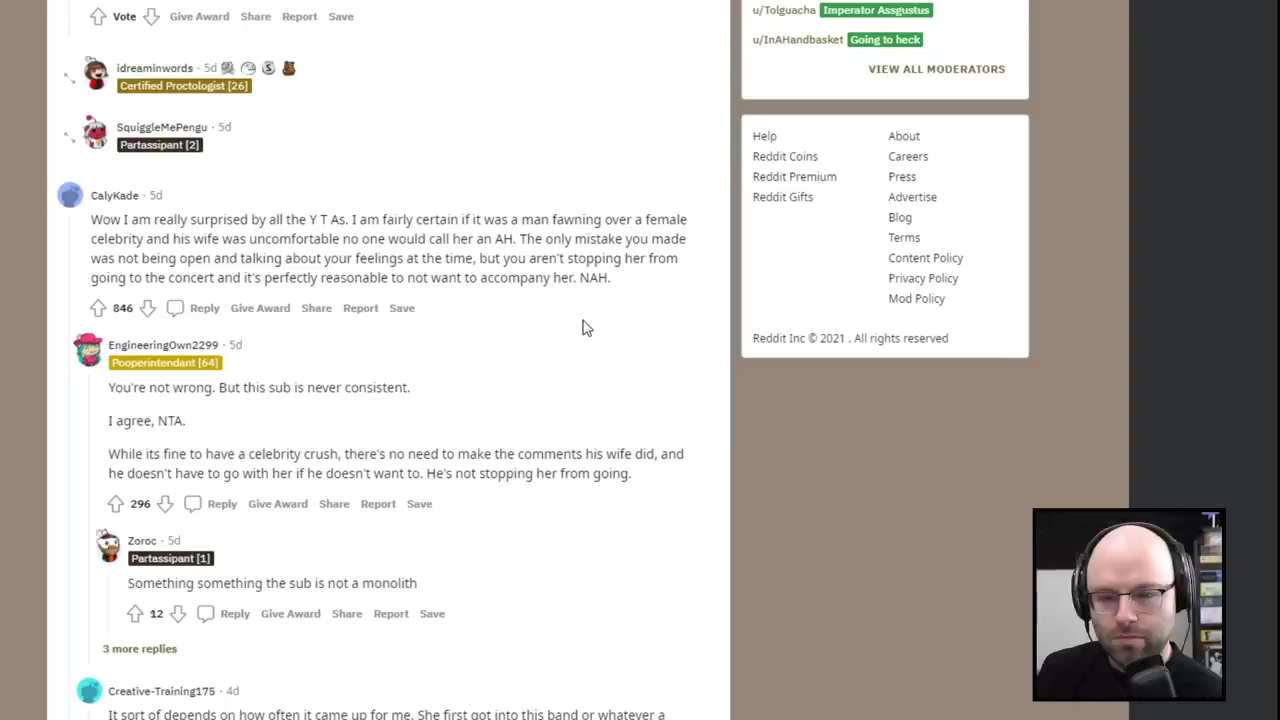 Vote Give Award Share Report Save
idreaminwords · 5d
Certified Proctologist [26]
SquiggleMePengu · 5d
Partassipant [2]
CalyKade · 5d
Wow I am really surprised by all the Y T As. I am fairly certain if it was a man fawning over a female
celebrity and his wife was uncomfortable no one would call her an AH. The only mistake you made
was not being open and talking about your feelings at the time, but you aren't stopping her from
going to the concert and it's perfectly reasonable to not want to accompany her. NAH.
846 Reply Give Award Share Report Save
EngineeringOwn2299 · 5d
Pooperintendant [64]
You're not wrong. But this sub is never consistent.
I agree, NTA.
While its fine to have a celebrity crush, there's no need to make the comments his wife did, and
he doesn't have to go with her if he doesn't want to. He's not stopping her from going.
296 Reply Give Award Share Report Save
Zoroc · 5d
Partassipant [1]
Something something the sub is not a monolith
12 Reply Give Award Share Report Save
3 more replies
Creative-Training175 · 4d
It sort of depends on how often it came up for me. She first got into this band or whatever a
u/Tolguacha Imperator Assgustus
u/InAHandbasket Going to heck
VIEW ALL MODERATORS
Help About
Reddit Coins Careers
Reddit Premium Press
Reddit Gifts Advertise
Blog
Terms
Content Policy
Privacy Policy
Mod Policy
Reddit Inc © 2021 . All rights reserved